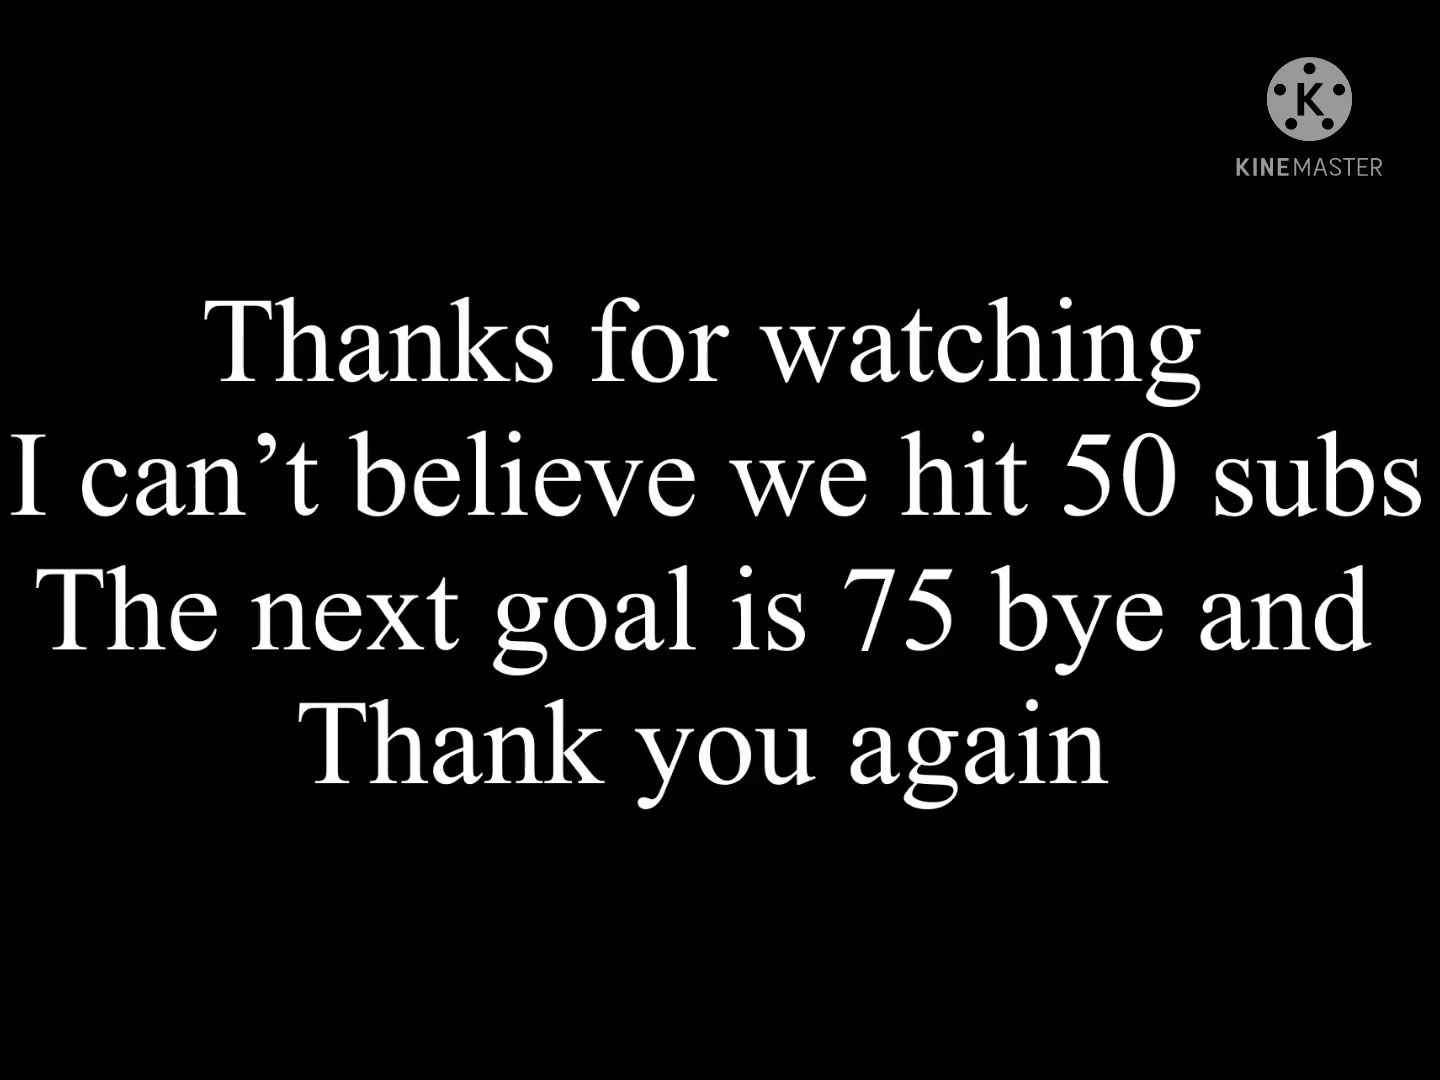 K
KINEMASTER
Thanks for watching
I can’t believe we hit 50 subs
The next goal is 75 bye and
Thank you again